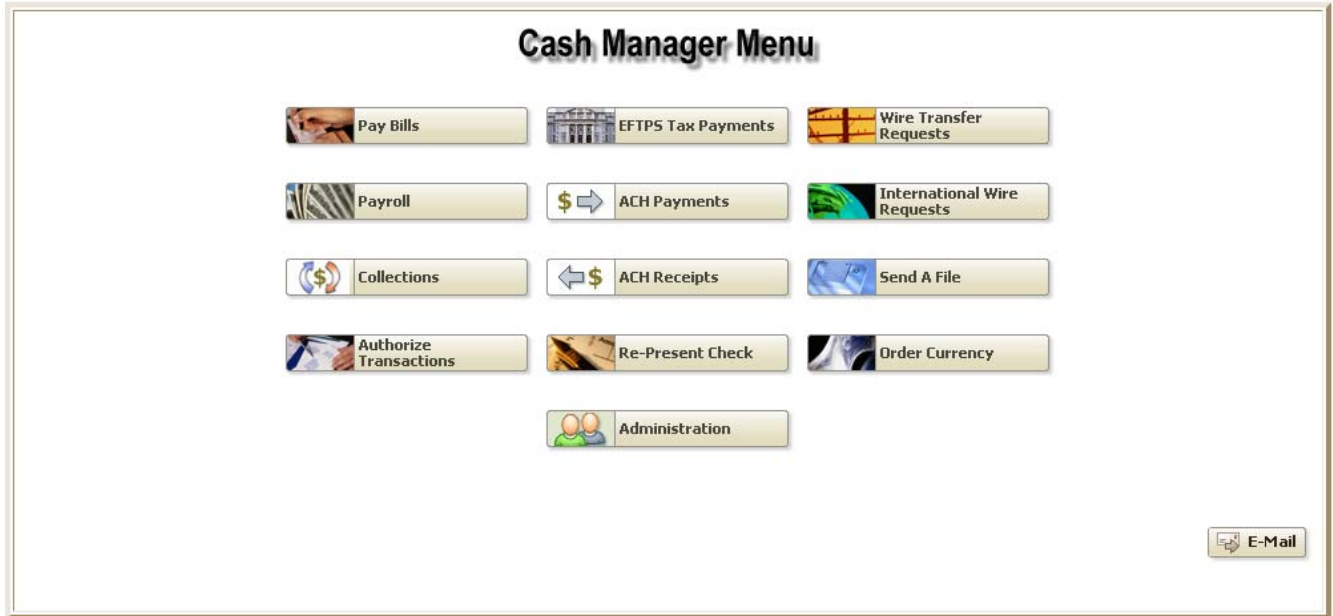 Cash Manager Menu
Pay Bills
EFTPS Tax Payments
Wire Transfer
Requests
Payroll
$
ACH Payments
International Wire
Requests
$
Collections
$
ACH Receipts
Send A File
Authorize
Transactions
Re-Present Check
Order Currency
Administration
E-Mail